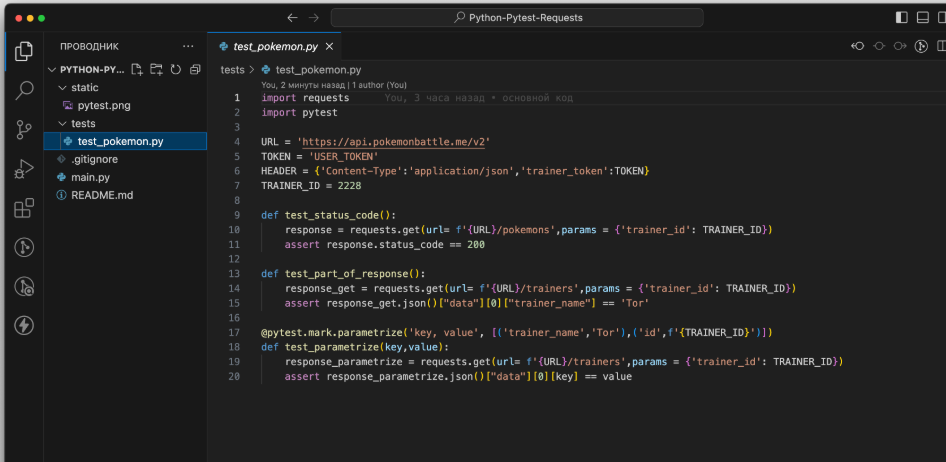 Python-Pytest-Requests
ПРОВОДНИК
PYTHON-PY...
static
pytest.png
tests
test_pokemon.py
.gitignore
main.py
README.md
test_pokemon.py
tests > test_pokemon.py
You, 2 минуты назад | 1 author (You)
1 import requests You, 3 часа назад • основной код
2 import pytest
3
4 URL = 'https://api.pokemonbattle.me/v2'
5 TOKEN = 'USER_TOKEN'
6 HEADER = {'Content-Type':'application/json','trainer_token':TOKEN}
7 TRAINER_ID = 2228
8
9 def test_status_code():
10 response = requests.get(url= f'{URL}/pokemons',params = {'trainer_id': TRAINER_ID})
11 assert response.status_code == 200
12
13 def test_part_of_response():
14 response_get = requests.get(url= f'{URL}/trainers',params = {'trainer_id': TRAINER_ID})
15 assert response_get.json()["data"][0]["trainer_name"] == 'Tor'
16
17 @pytest.mark.parametrize('key, value', [('trainer_name','Tor'),('id',f'{TRAINER_ID}')])
18 def test_parametrize(key,value):
19 response_parametrize = requests.get(url= f'{URL}/trainers',params = {'trainer_id': TRAINER_ID})
20 assert response_parametrize.json()["data"][0][key] == value